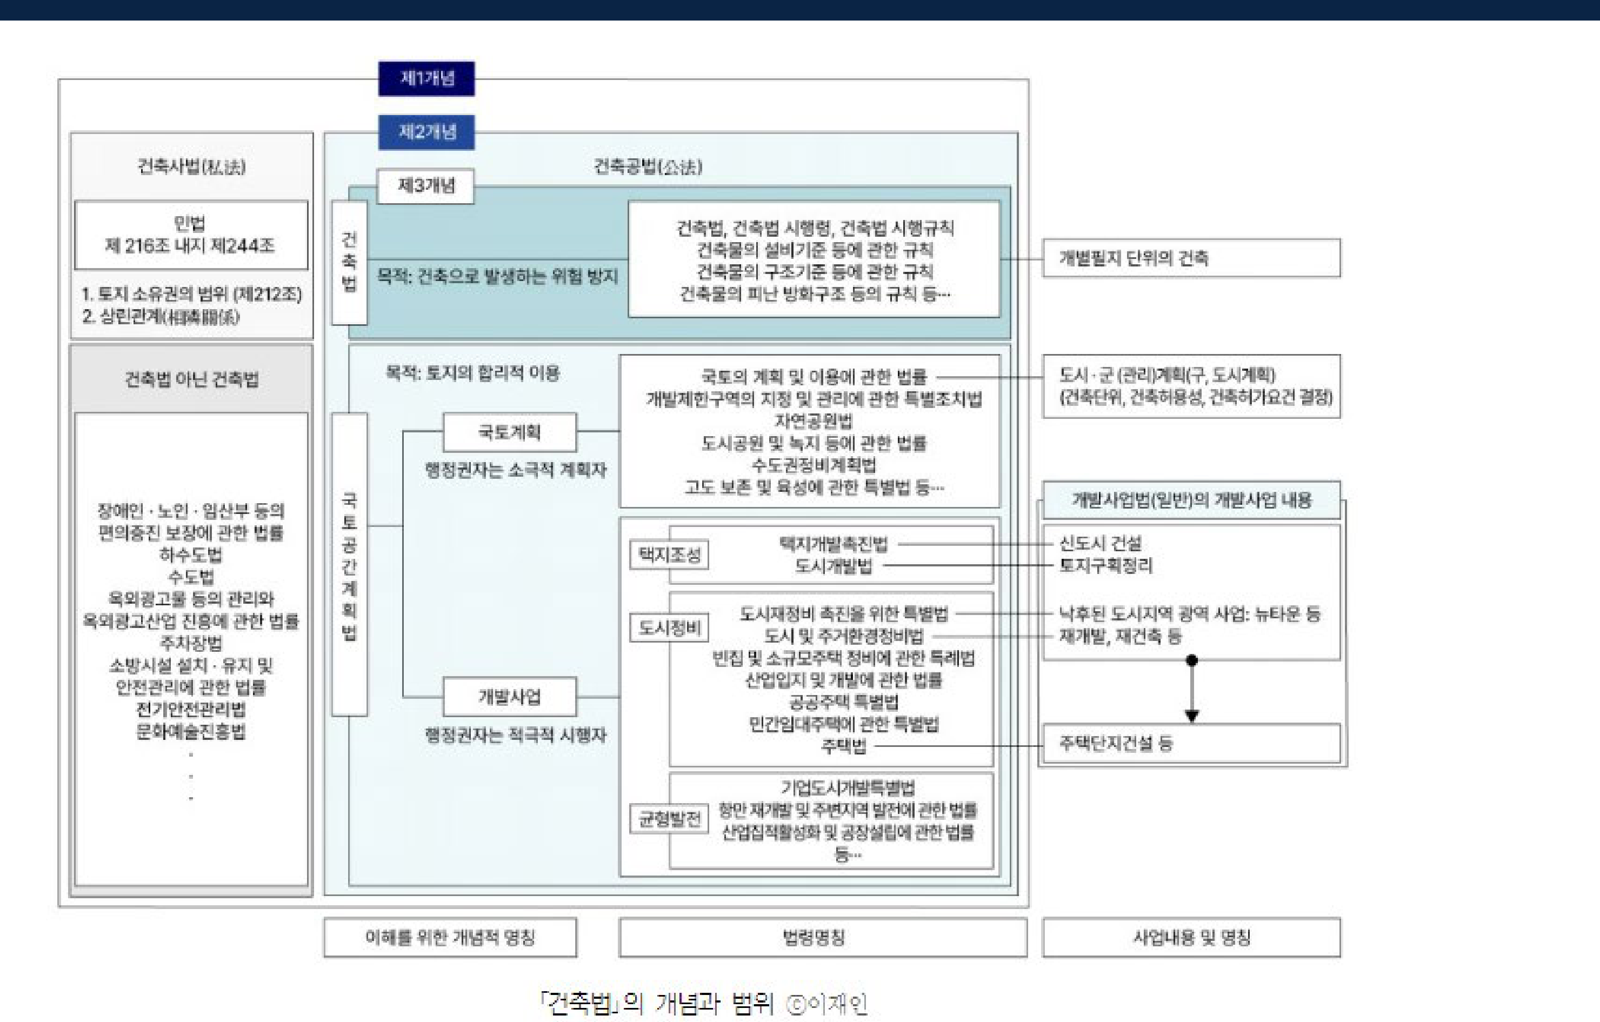 제1개념
제2개념
건축사법(私法)
민법
제 216조 내지 제244조
1. 토지 소유권의 범위 (제212조)
2. 상린관계(相隣關係)
건축법 아닌 건축법
장애인 · 노인 · 임산부 등의
편의증진 보장에 관한 법률
하수도법
수도법
옥외광고물 등의 관리와
옥외광고산업 진흥에 관한 법률
주차장법
소방시설 설치 · 유지 및
안전관리에 관한 법률
전기안전관리법
문화예술진흥법
.
.
.
건축공법(公法)
제3개념
건축법
목적: 건축으로 발생하는 위험 방지
건축법, 건축법 시행령, 건축법 시행규칙
건축물의 설비기준 등에 관한 규칙
건축물의 구조기준 등에 관한 규칙
건축물의 피난 방화구조 등의 규칙 등…
개별필지 단위의 건축
국토공간계획법
목적: 토지의 합리적 이용
국토계획
행정권자는 소극적 계획자
국토의 계획 및 이용에 관한 법률
개발제한구역의 지정 및 관리에 관한 특별조치법
자연공원법
도시공원 및 녹지 등에 관한 법률
수도권정비계획법
고도 보존 및 육성에 관한 특별법 등…
도시 · 군 (관리)계획(구, 도시계획)
(건축단위, 건축허용성, 건축허가요건 결정)
개발사업
행정권자는 적극적 시행자
택지조성
택지개발촉진법
도시개발법
도시정비
도시재정비 촉진을 위한 특별법
도시 및 주거환경정비법
빈집 및 소규모주택 정비에 관한 특례법
산업입지 및 개발에 관한 법률
공공주택 특별법
민간임대주택에 관한 특별법
주택법
균형발전
기업도시개발특별법
항만 재개발 및 주변지역 발전에 관한 법률
산업집적활성화 및 공장설립에 관한 법률
등…
개발사업법(일반)의 개발사업 내용
신도시 건설
토지구획정리
낙후된 도시지역 광역 사업: 뉴타운 등
재개발, 재건축 등
주택단지건설 등
이해를 위한 개념적 명칭
법령명칭
사업내용 및 명칭
「건축법」의 개념과 범위 ⓒ이재인